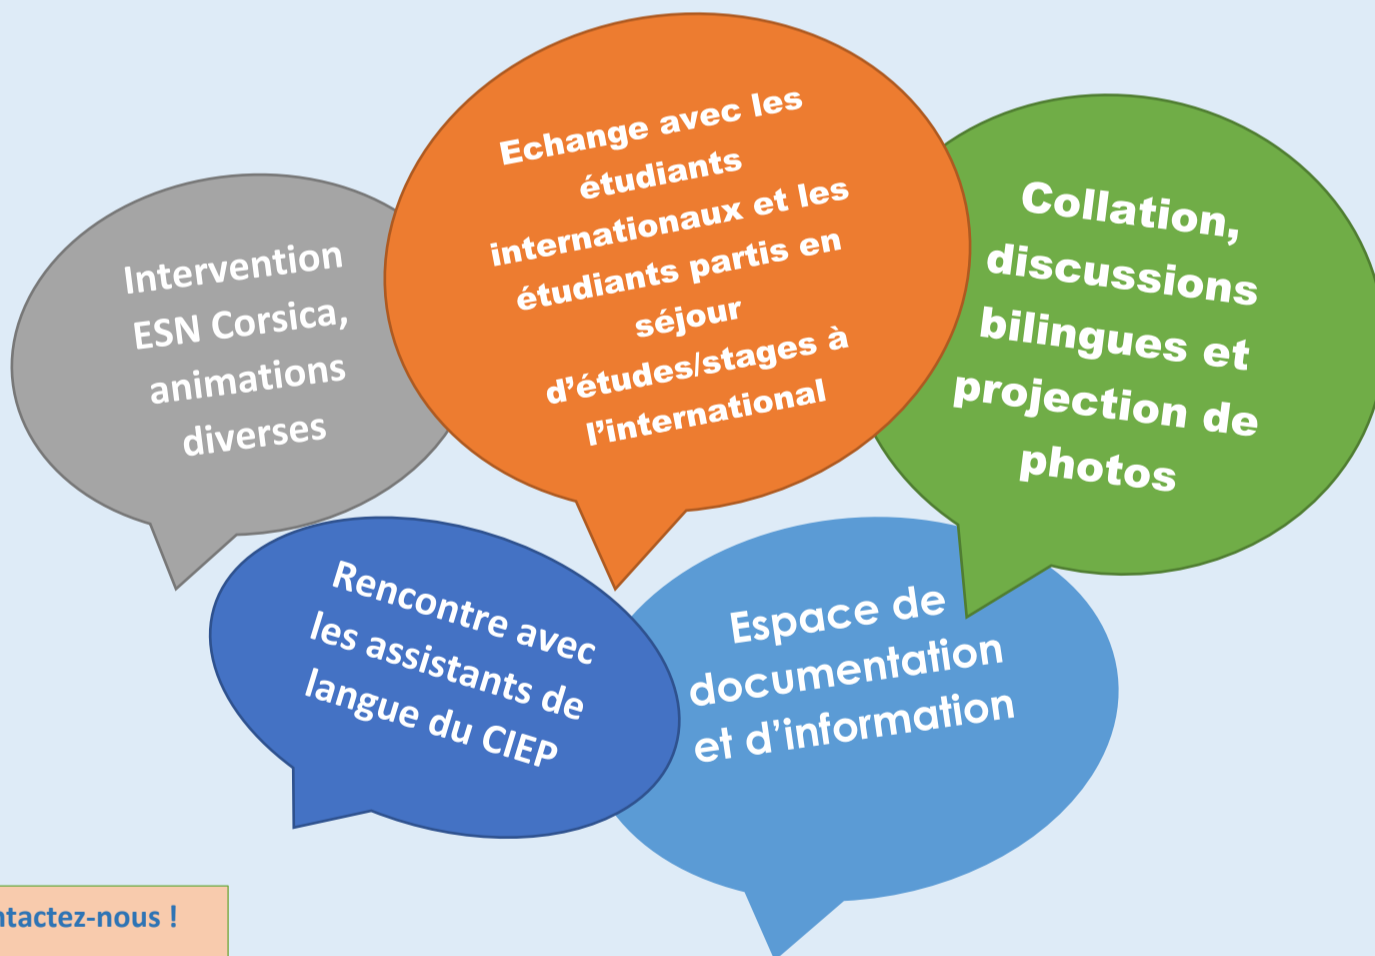 Intervention
ESN Corsica,
animations
diverses
Echange avec les
étudiants
internationaux et les
étudiants partis en
séjour
d’études/stages à
l’international
Collation,
discussions
bilingues et
projection de
photos
Rencontre avec
les assistants de
langue du CIEP
Espace de
documentation
et d’information
ntactez-nous !